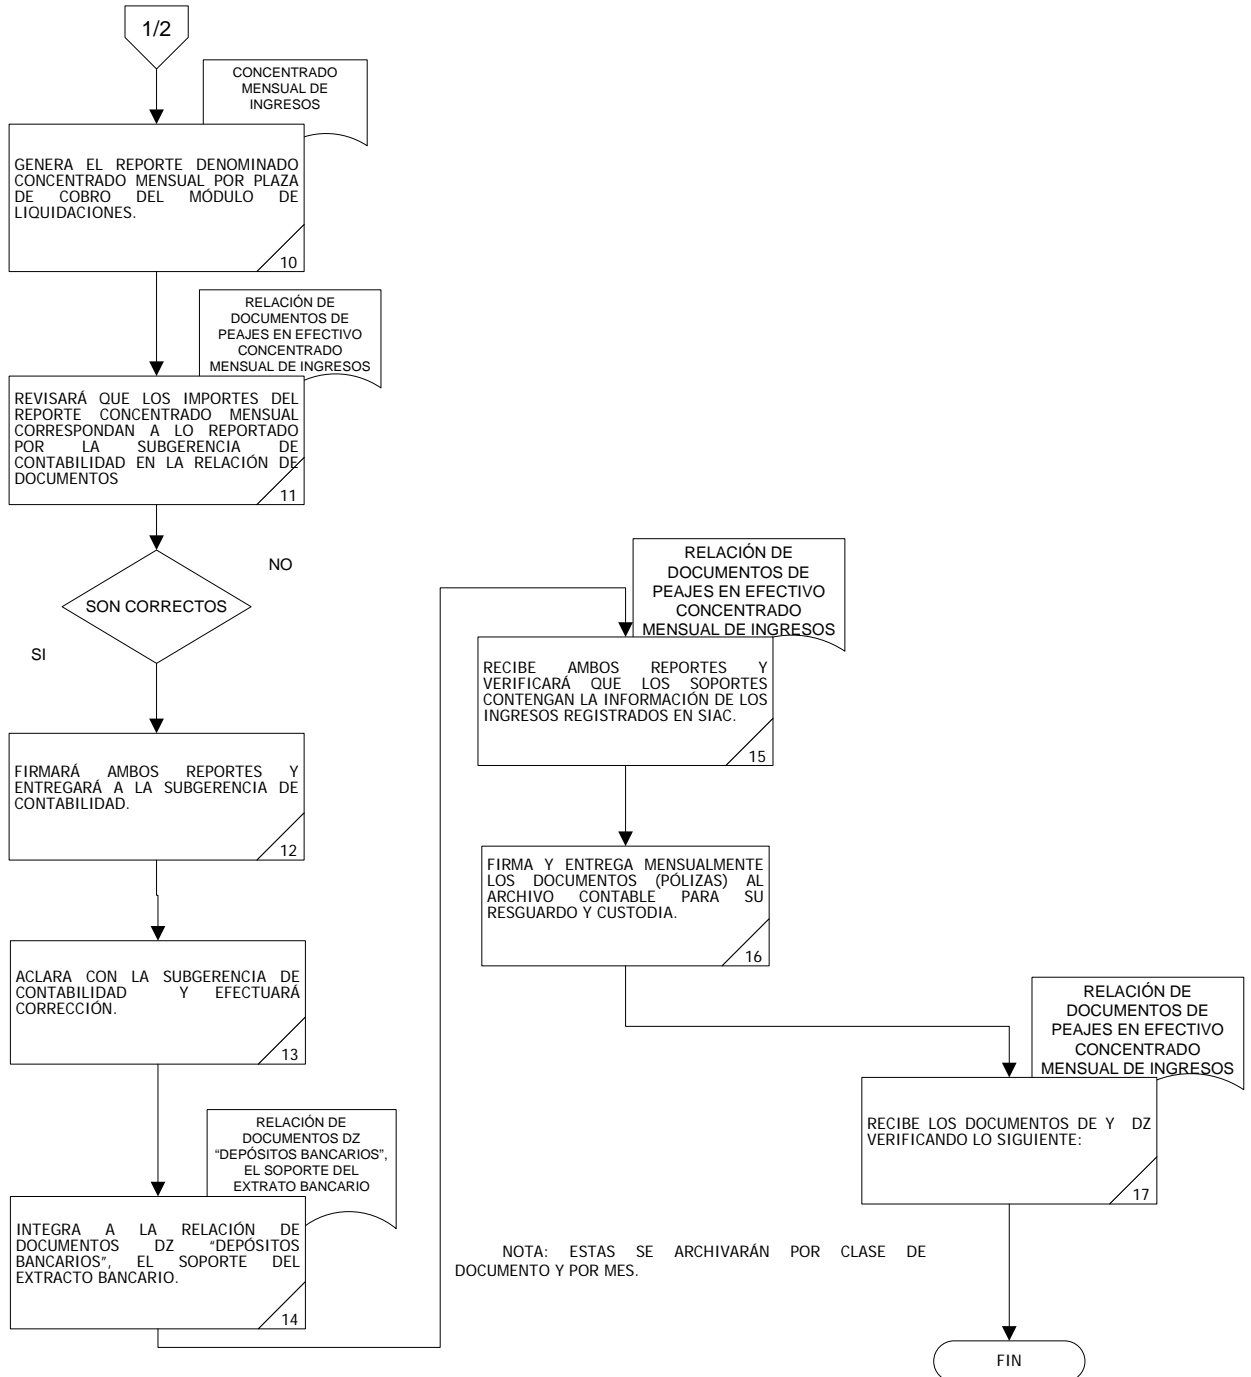 1/2
CONCENTRADO
MENSUAL DE
INGRESOS
GENERA EL REPORTE DENOMINADO
CONCENTRADO MENSUAL POR PLAZA
DE COBRO DEL MÓDULO DE
LIQUIDACIONES.
10
RELACIÓN DE
DOCUMENTOS DE
PEAJES EN EFECTIVO
CONCENTRADO
MENSUAL DE INGRESOS
REVISARÁ QUE LOS IMPORTES DEL
REPORTE CONCENTRADO MENSUAL
CORRESPONDAN A LO REPORTADO
POR LA SUBGERENCIA DE
CONTABILIDAD EN LA RELACIÓN DE
DOCUMENTOS
11
SON CORRECTOS
NO
SI
FIRMARÁ AMBOS REPORTES Y
ENTREGARÁ A LA SUBGERENCIA DE
CONTABILIDAD.
12
ACLARA CON LA SUBGERENCIA DE
CONTABILIDAD Y EFECTUARÁ
CORRECCIÓN.
13
RELACIÓN DE
DOCUMENTOS DZ
“DEPÓSITOS BANCARIOS”,
EL SOPORTE DEL
EXTRATO BANCARIO
INTEGRA A LA RELACIÓN DE
DOCUMENTOS DZ “DEPÓSITOS
BANCARIOS”, EL SOPORTE DEL
EXTRACTO BANCARIO.
14
RELACIÓN DE
DOCUMENTOS DE
PEAJES EN EFECTIVO
CONCENTRADO
MENSUAL DE INGRESOS
RECIBE AMBOS REPORTES Y
VERIFICARÁ QUE LOS SOPORTES
CONTENGAN LA INFORMACIÓN DE LOS
INGRESOS REGISTRADOS EN SIAC.
15
FIRMA Y ENTREGA MENSUALMENTE
LOS DOCUMENTOS (PÓLIZAS) AL
ARCHIVO CONTABLE PARA SU
RESGUARDO Y CUSTODIA.
16
NOTA: ESTAS SE ARCHIVARÁN POR CLASE DE
DOCUMENTO Y POR MES.
RELACIÓN DE
DOCUMENTOS DE
PEAJES EN EFECTIVO
CONCENTRADO
MENSUAL DE INGRESOS
RECIBE LOS DOCUMENTOS DE Y DZ
VERIFICANDO LO SIGUIENTE:
17
FIN